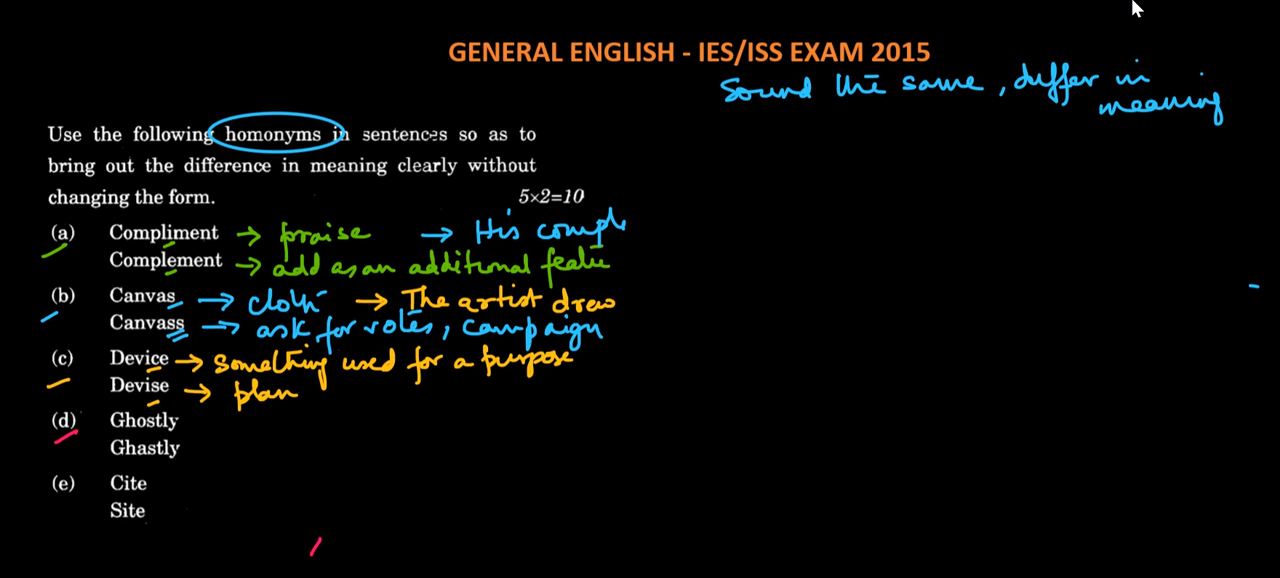 GENERAL ENGLISH - IES/ISS EXAM 2015
Sound the same, differ in
meaning
Use the following homonyms in sentences so as to
bring out the difference in meaning clearly without
changing the form. 5×2=10
(a) Compliment → praise → His compl
Complement → add as an additional featu
(b) Canvas → cloth → The artist drew
Canvass → ask for votes, campaign
(c) Device → something used for a purpose
Devise → plan
(d) Ghostly
Ghastly
(e) Cite
Site